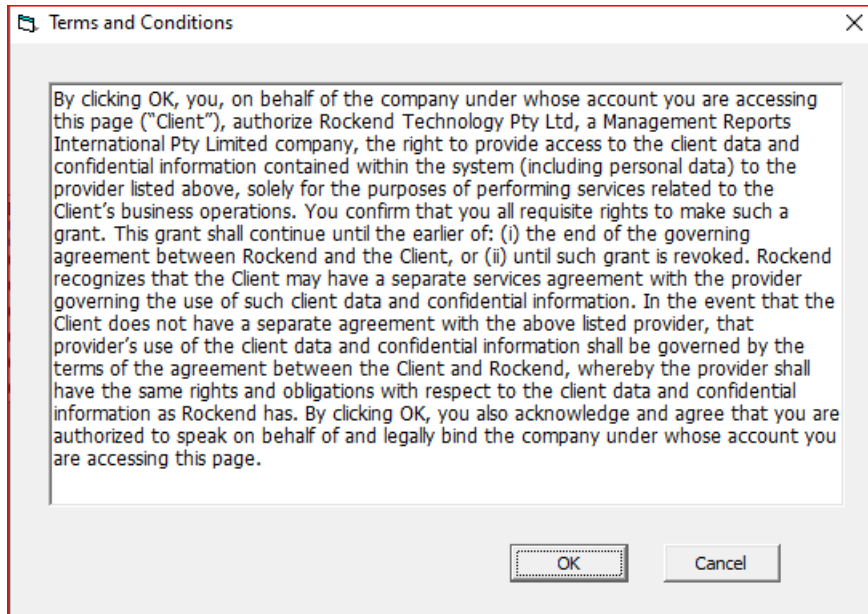 Terms and Conditions
By clicking OK, you, on behalf of the company under whose account you are accessing
this page (“Client”), authorize Rockend Technology Pty Ltd, a Management Reports
International Pty Limited company, the right to provide access to the client data and
confidential information contained within the system (including personal data) to the
provider listed above, solely for the purposes of performing services related to the
Client’s business operations. You confirm that you all requisite rights to make such a
grant. This grant shall continue until the earlier of: (i) the end of the governing
agreement between Rockend and the Client, or (ii) until such grant is revoked. Rockend
recognizes that the Client may have a separate services agreement with the provider
governing the use of such client data and confidential information. In the event that the
Client does not have a separate agreement with the above listed provider, that
provider’s use of the client data and confidential information shall be governed by the
terms of the agreement between the Client and Rockend, whereby the provider shall
have the same rights and obligations with respect to the client data and confidential
information as Rockend has. By clicking OK, you also acknowledge and agree that you are
authorized to speak on behalf of and legally bind the company under whose account you
are accessing this page.
OK Cancel